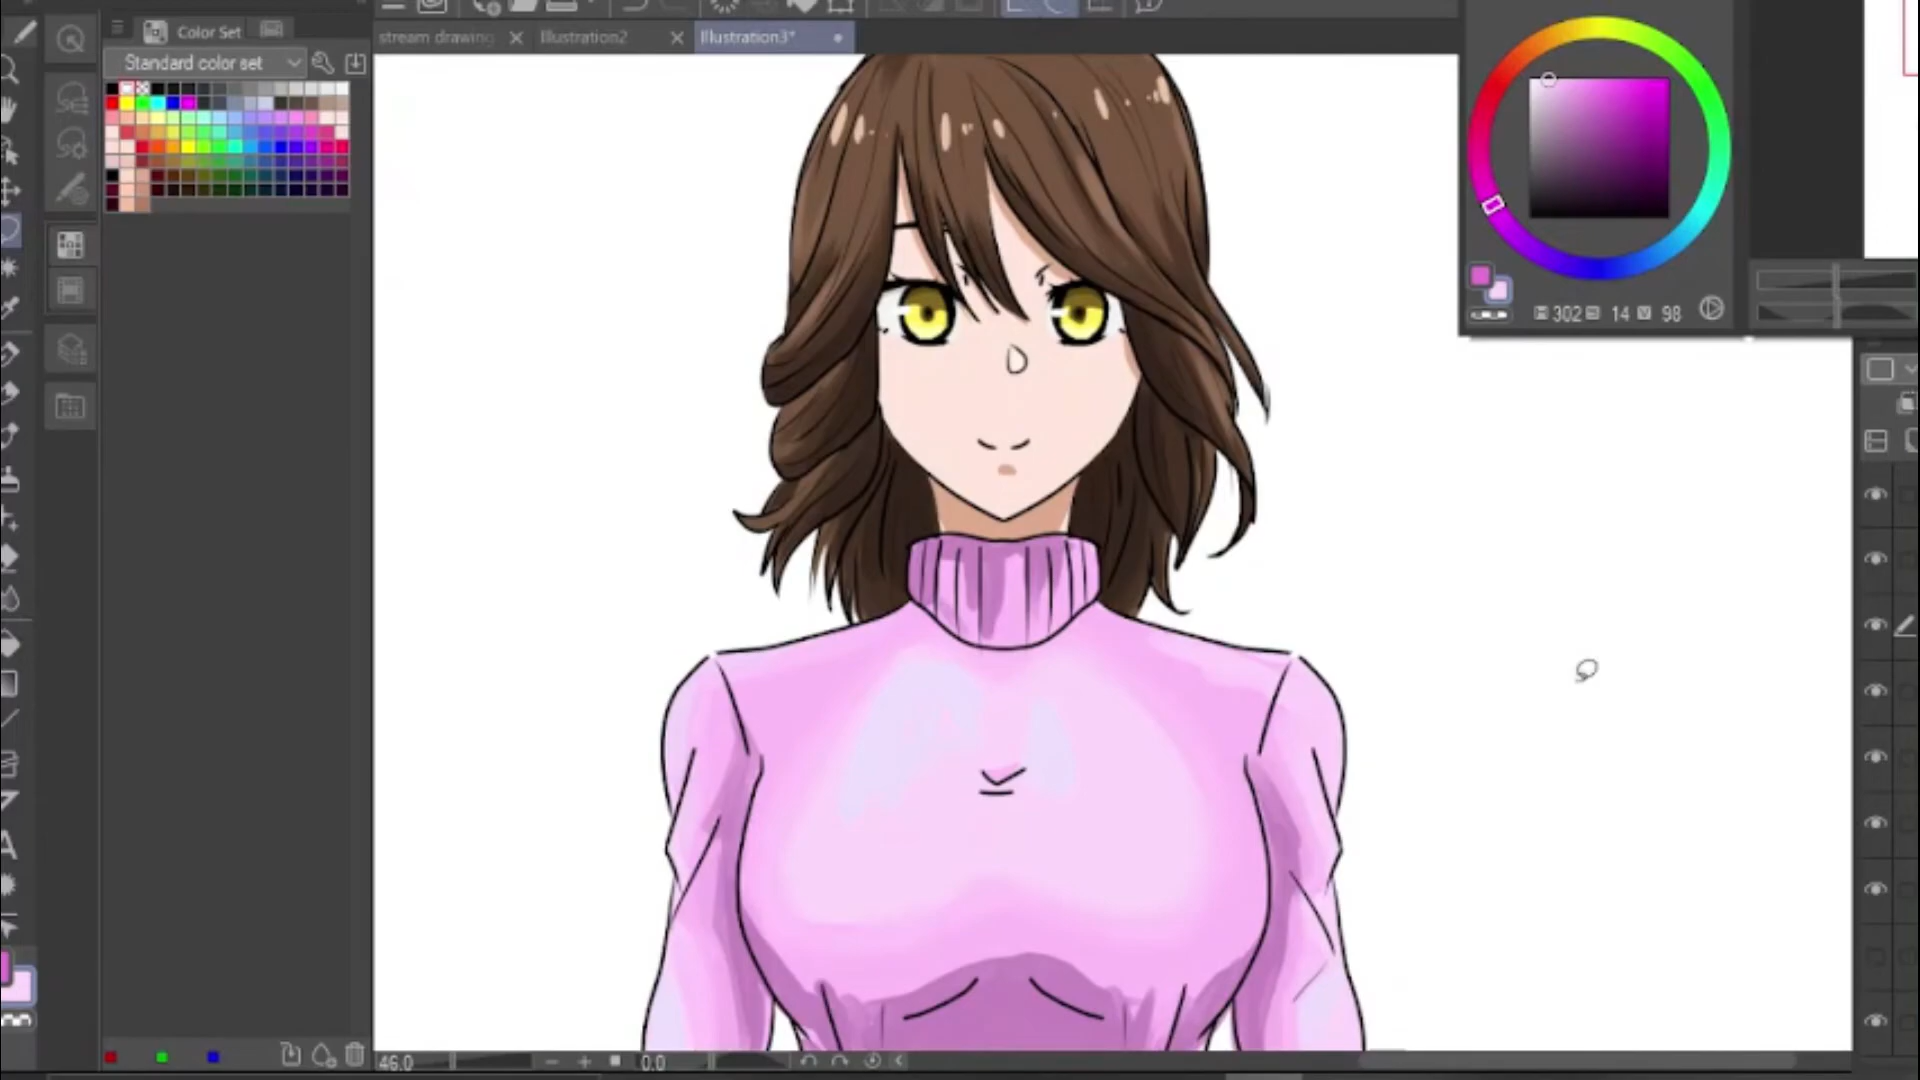 Color Set
stream drawing
Illustration2
Illustration3*
Standard color set
H 302 S 14 V 98
A
46.0
0.0